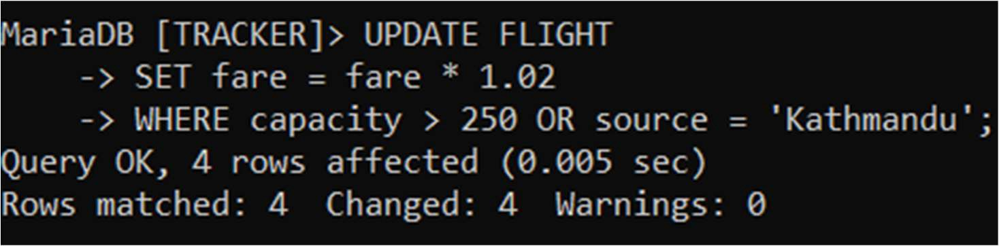 MariaDB [TRACKER]> UPDATE FLIGHT
    -> SET fare = fare * 1.02
    -> WHERE capacity > 250 OR source = 'Kathmandu';
Query OK, 4 rows affected (0.005 sec)
Rows matched: 4  Changed: 4  Warnings: 0